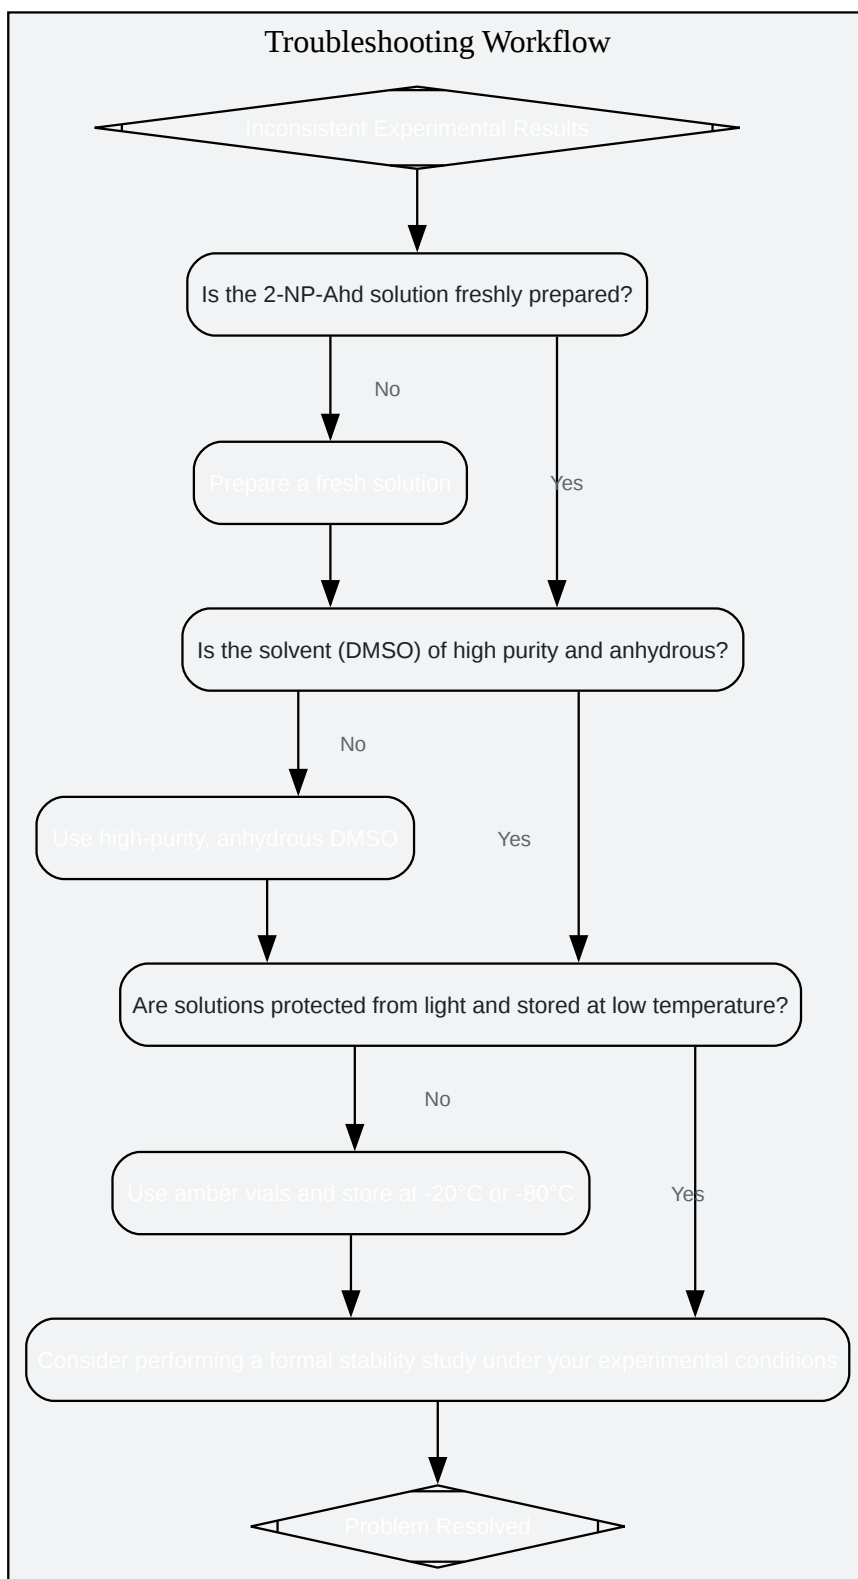 Troubleshooting Workflow
Inconsistent Experimental Results
Is the 2-NP-Ahd solution freshly prepared?
No
Prepare a fresh solution
Yes
Is the solvent (DMSO) of high purity and anhydrous?
No
Use high-purity, anhydrous DMSO
Yes
Are solutions protected from light and stored at low temperature?
No
Use amber vials and store at -20°C or -80°C
Yes
Consider performing a formal stability study under your experimental conditions
Problem Resolved